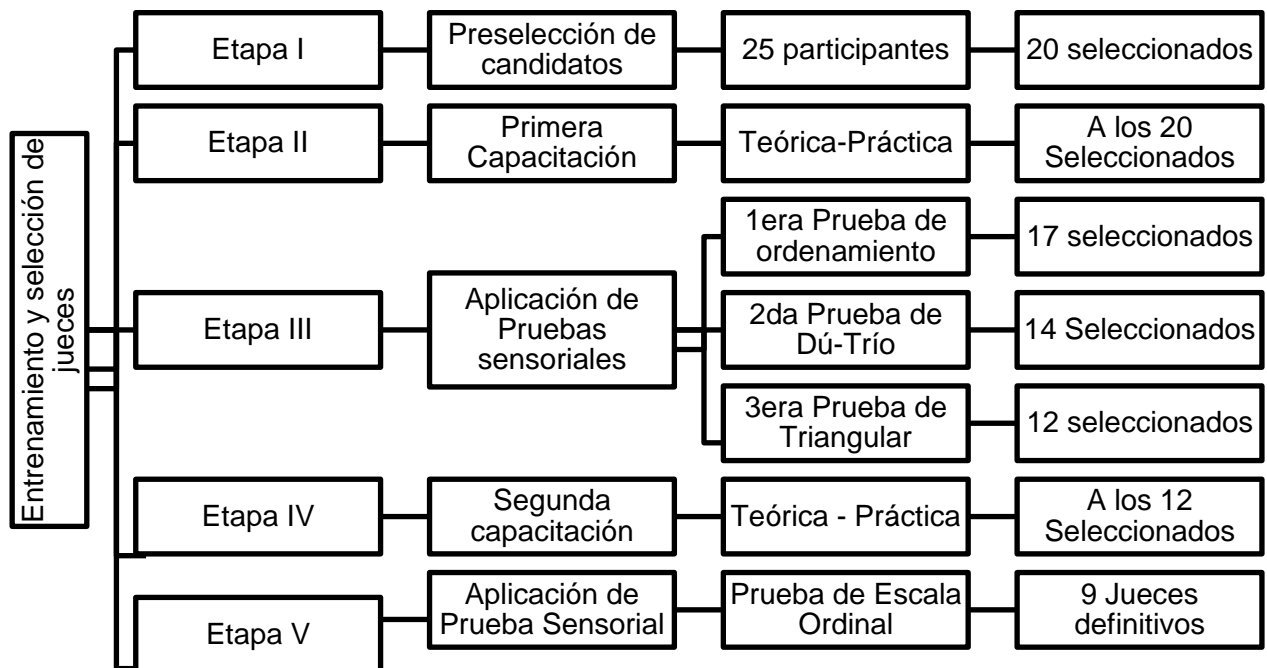 Entrenamiento y selección de
jueces
Etapa I
Preselección de
candidatos
25 participantes
20 seleccionados
Etapa II
Primera
Capacitación
Teórica-Práctica
A los 20
Seleccionados
Etapa III
Aplicación de
Pruebas
sensoriales
1era Prueba de
ordenamiento
17 seleccionados
2da Prueba de
Dú-Trío
14 Seleccionados
3era Prueba de
Triangular
12 seleccionados
Etapa IV
Segunda
capacitación
Teórica - Práctica
A los 12
Seleccionados
Etapa V
Aplicación de
Prueba Sensorial
Prueba de Escala
Ordinal
9 Jueces
definitivos